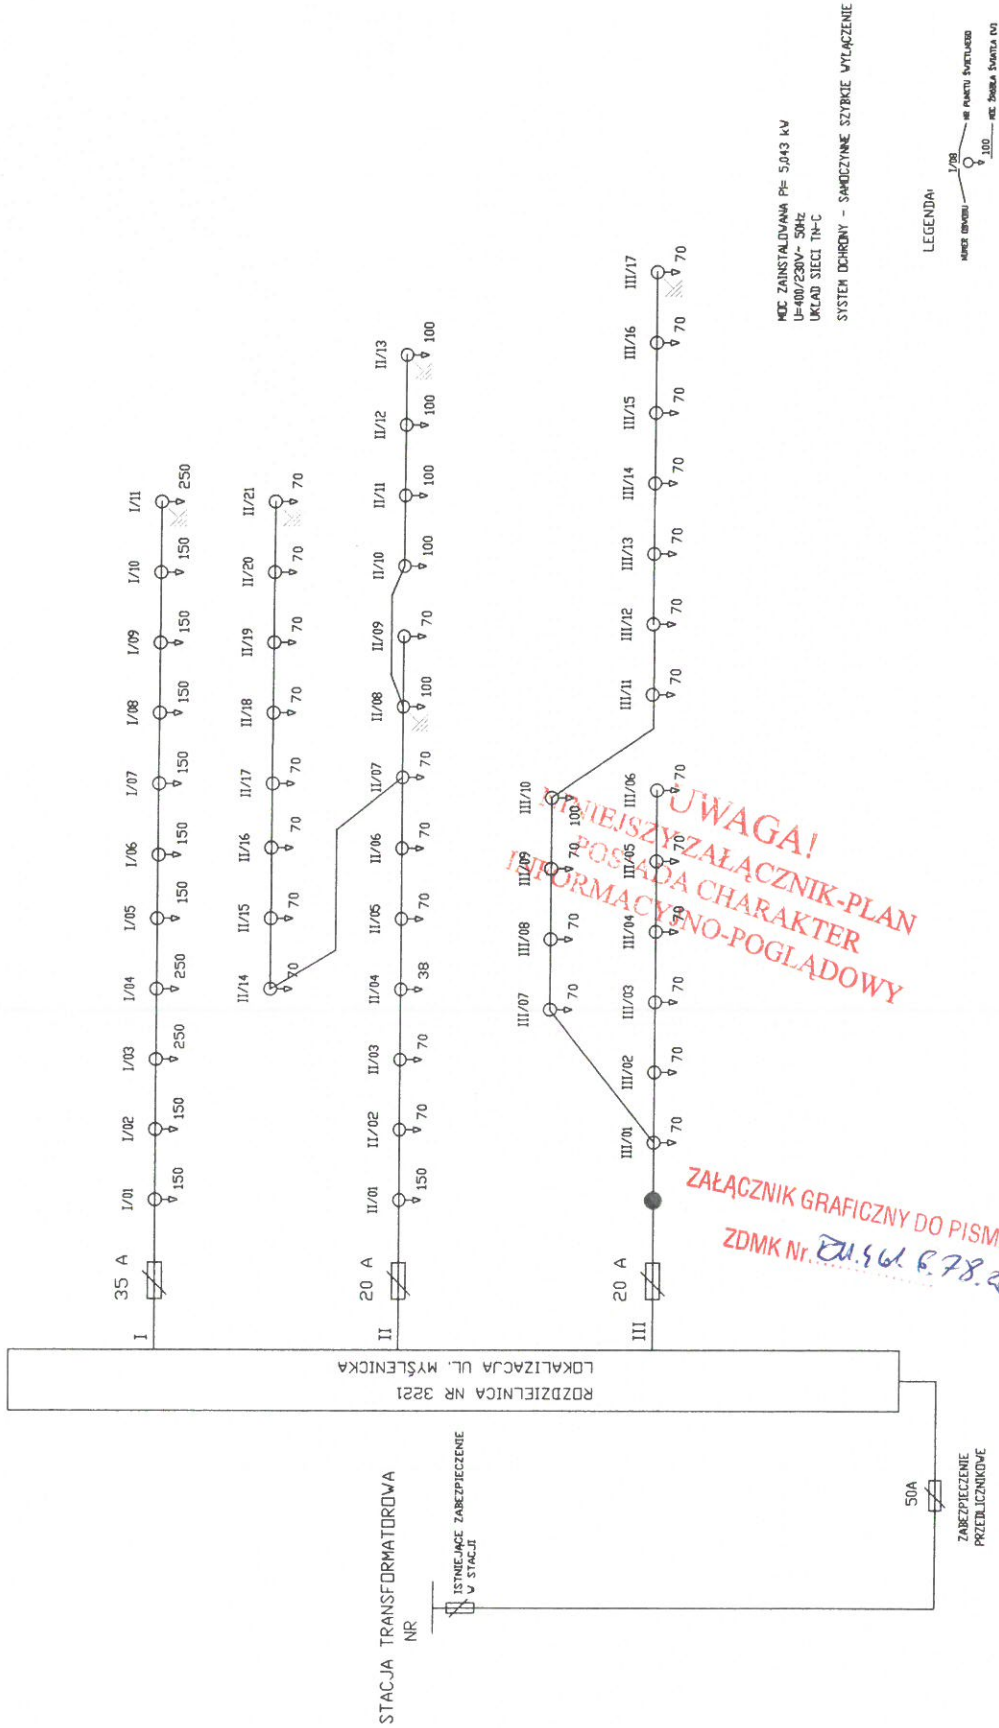 STACJA TRANSFORMATOROWA
NR
ISTNIEJĄCE ZABEZPIECZENIE
W STACJI
50A
ZABEZPIECZENIE
PRZEDLICZNIKOWE
ROZDZIELNICA NR 3221
LOKALIZACJA UL. MYŚLENICKA
I
35 A
I/01 I/02 I/03 I/04 I/05 I/06 I/07 I/08 I/09 I/10 I/11
150 150 250 250 150 150 150 150 150 150 250
II/14 II/15 II/16 II/17 II/18 II/19 II/20 II/21
70 70 70 70 70 70 70 70
II
20 A
II/01 II/02 II/03 II/04 II/05 II/06 II/07 II/08 II/09 II/10 II/11 II/12 II/13
150 70 70 38 70 70 70 100 70 100 100 100 100
III/07 III/08 III/09 III/10
70 70 70 100
III
20 A
III/01 III/02 III/03 III/04 III/05 III/06 III/11 III/12 III/13 III/14 III/15 III/16 III/17
70 70 70 70 70 70 70 70 70 70 70 70 70
UWAGA!
NINIEJSZY ZAŁĄCZNIK-PLAN
POSIADA CHARAKTER
INFORMACYJNO-POGLĄDOWY
ZAŁĄCZNIK GRAFICZNY DO PISM
ZDMK Nr.
MOC ZAINSTALOWANA Pi= 5,043 kW
U=400/230V~ 50Hz
UKŁAD SIECI TN-C
SYSTEM OCHRONY - SAMOCZYNNE SZYBKIE WYŁĄCZENIE
LEGENDA:
NUMER OBWODU
I/08
NR PUNKTU ŚWIETLNEGO
100
MOC ŹRÓDŁA ŚWIATŁA [W]